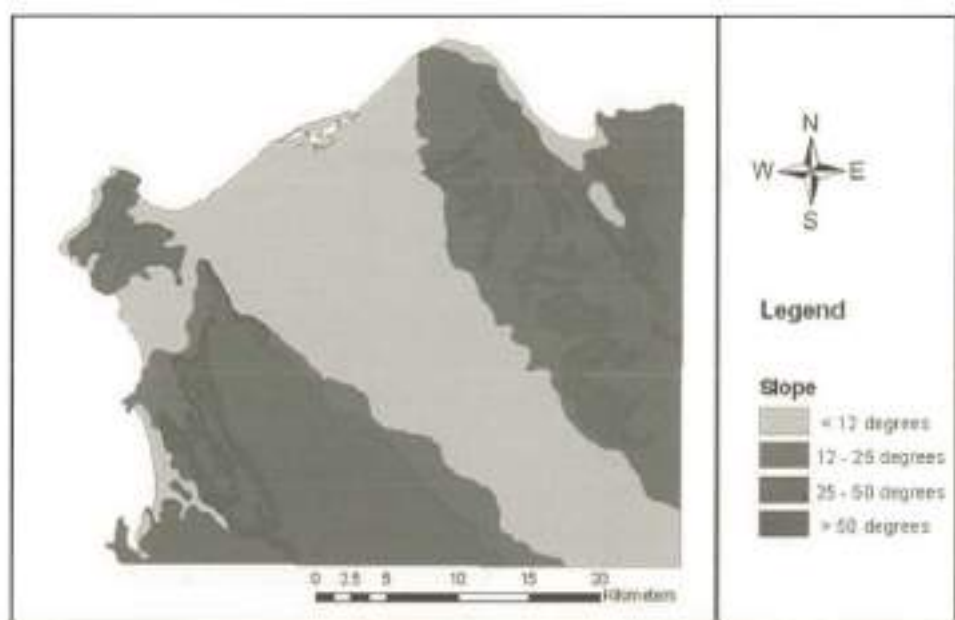 N
W E
S
Legend
Slope
< 12 degrees
12 - 25 degrees
25 - 50 degrees
> 50 degrees
0 2.5 5 10 15 20
Kilometers